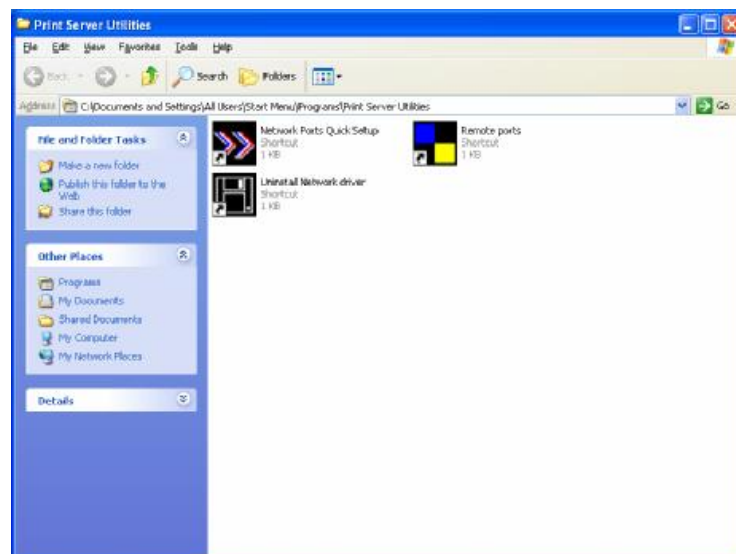 Print Server Utilities
File Edit View Favorites Tools Help
Back Search Folders
Address C:\Documents and Settings\All Users\Start Menu\Programs\Print Server Utilities Go
File and Folder Tasks
Make a new folder
Publish this folder to the
Web
Share this folder
Other Places
Programs
My Documents
Shared Documents
My Computer
My Network Places
Details
Network Ports Quick Setup
Shortcut
1 KB
Remote ports
Shortcut
1 KB
Uninstall Network driver
Shortcut
1 KB